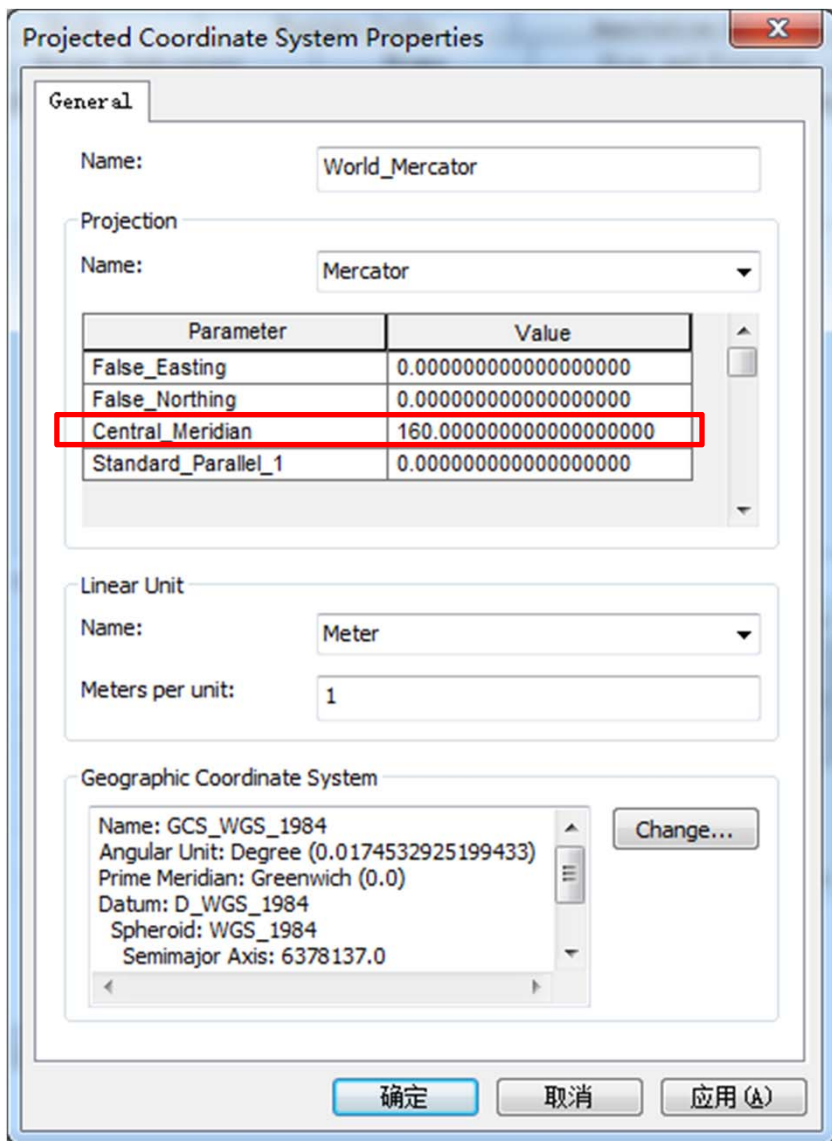 Projected Coordinate System Properties
General
Name: World_Mercator
Projection
Name: Mercator
Parameter Value
False_Easting 0.000000000000000000
False_Northing 0.000000000000000000
Central_Meridian 160.000000000000000000
Standard_Parallel_1 0.000000000000000000
Linear Unit
Name: Meter
Meters per unit: 1
Geographic Coordinate System
Name: GCS_WGS_1984
Angular Unit: Degree (0.0174532925199433)
Prime Meridian: Greenwich (0.0)
Datum: D_WGS_1984
Spheroid: WGS_1984
Semimajor Axis: 6378137.0
Change...
确定 取消 应用(A)